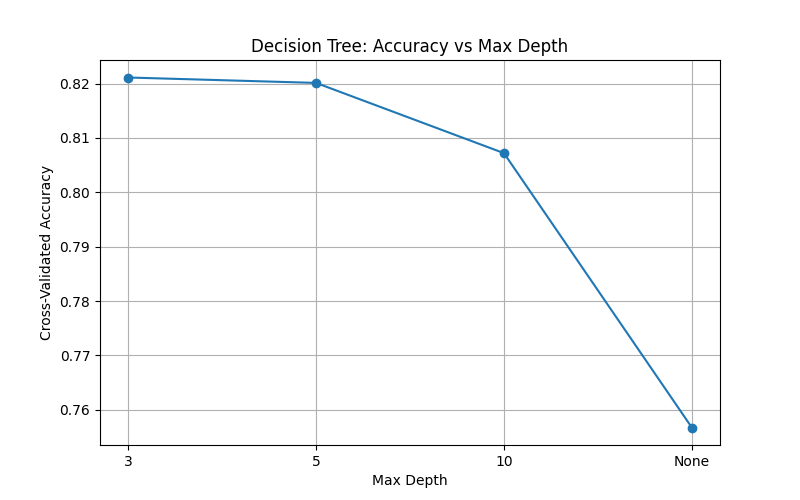 Decision Tree: Accuracy vs Max Depth
0.82
0.81
0.80
0.79
0.78
0.77
0.76
Cross-Validated Accuracy
3 5 10 None
Max Depth